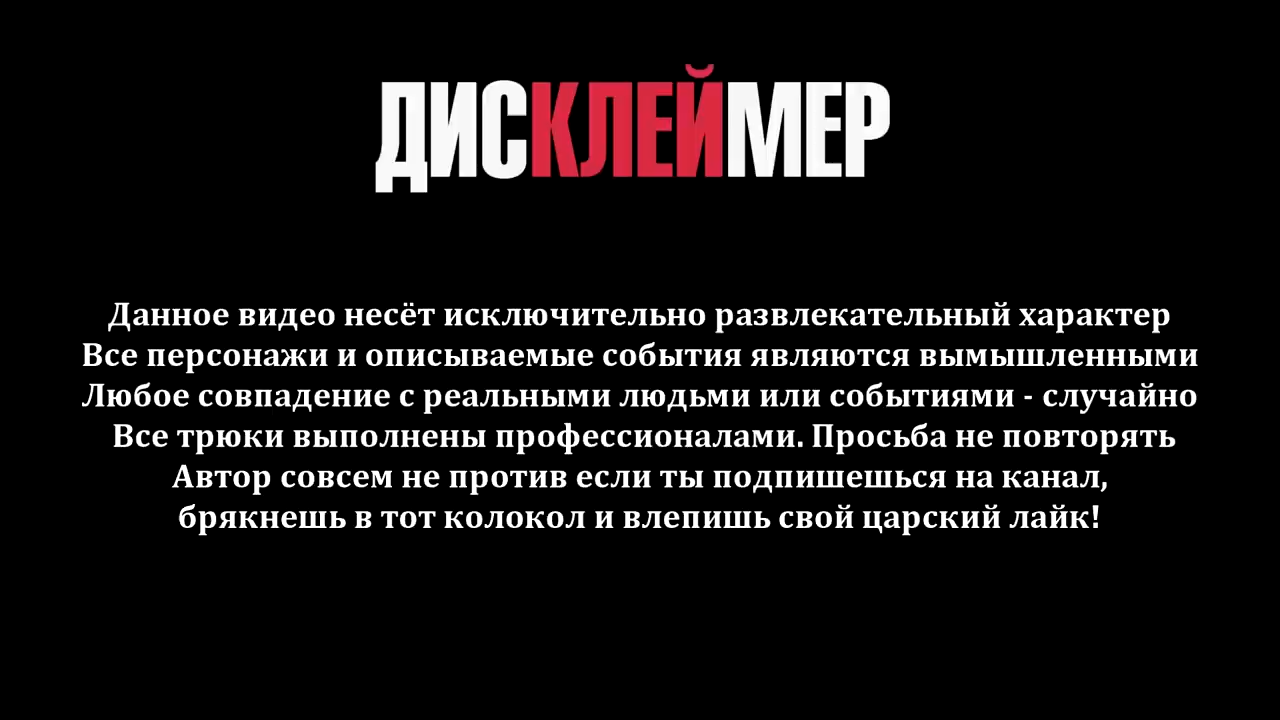 ДИСКЛЕЙМЕР
Данное видео несёт исключительно развлекательный характер
Все персонажи и описываемые события являются вымышленными
Любое совпадение с реальными людьми или событиями - случайно
Все трюки выполнены профессионалами. Просьба не повторять
Автор совсем не против если ты подпишешься на канал,
брякнешь в тот колокол и влепишь свой царский лайк!